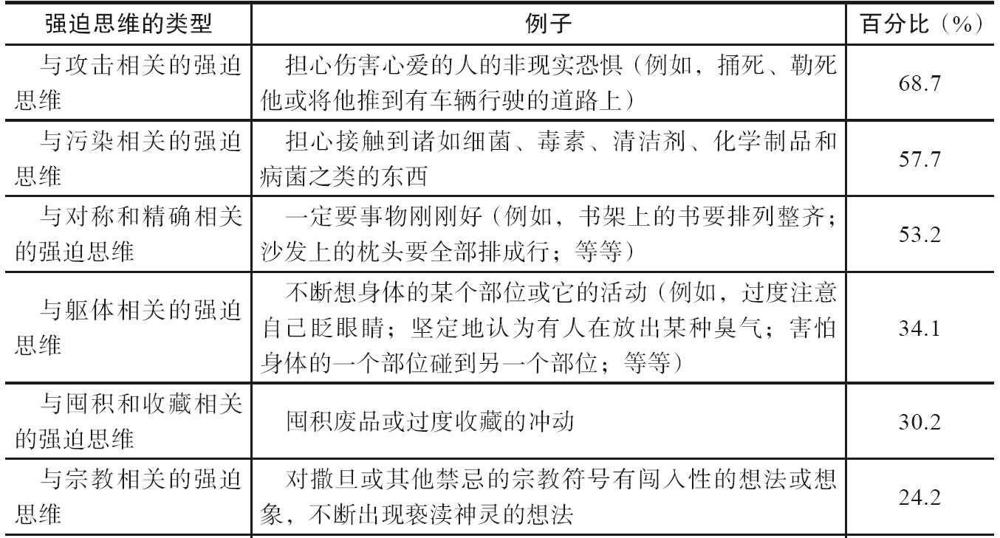 强迫思维的类型 例子 百分比（%）
与攻击相关的强迫
思维
担心伤害心爱的人的非现实恐惧（例如，捅死、勒死
他或将他推到有车辆行驶的道路上）
68.7
与污染相关的强迫
思维
担心接触到诸如细菌、毒素、清洁剂、化学制品和
病菌之类的东西
57.7
与对称和精确相关
的强迫思维
一定要事物刚刚好（例如，书架上的书要排列整齐；
沙发上的枕头要全部排成行；等等）
53.2
与躯体相关的强迫
思维
不断想身体的某个部位或它的活动（例如，过度注意
自己眨眼睛；坚定地认为有人在放出某种臭气；害怕
身体的一个部位碰到另一个部位；等等）
34.1
与囤积和收藏相关
的强迫思维
囤积废品或过度收藏的冲动
30.2
与宗教相关的强迫
思维
对撒旦或其他禁忌的宗教符号有闯入性的想法或想
象，不断出现亵渎神灵的想法
24.2